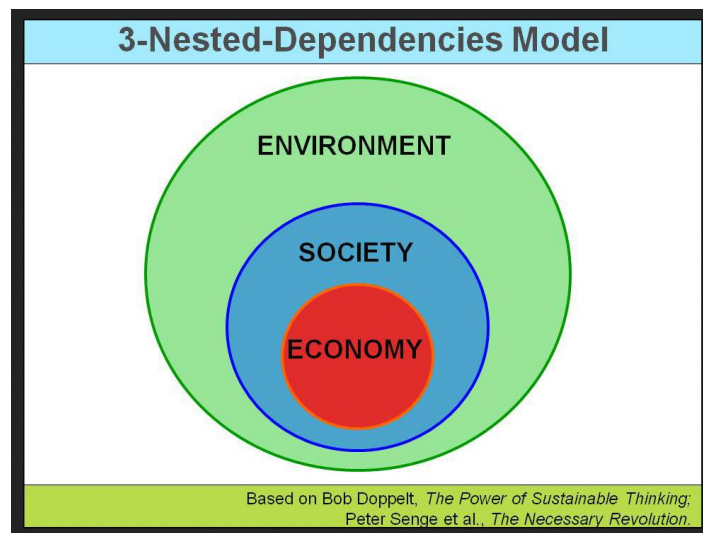 3-Nested-Dependencies Model
ENVIRONMENT
SOCIETY
ECONOMY
Based on Bob Doppelt, The Power of Sustainable Thinking;
Peter Senge et al., The Necessary Revolution.